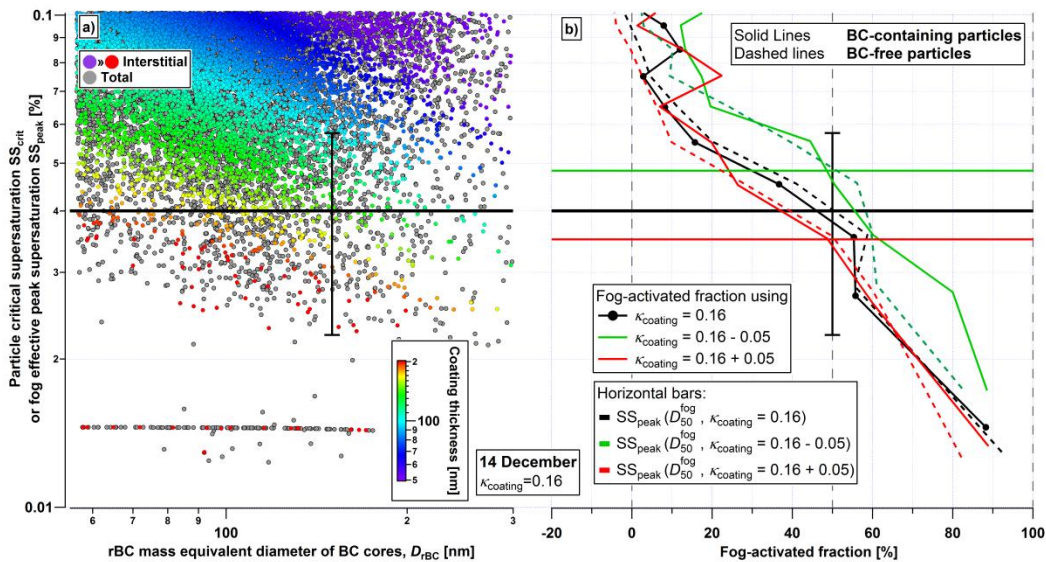 Particle critical supersaturation SScrit [%]
or fog effective peak supersaturation SSpeak
0.1
9
8
7
6
5
4
3
2
0.01
a)
» Interstitial
Total
Coating thickness [nm]
2
100
9
8
7
6
5
14 December
κcoating=0.16
6
7
8
9
100
2
3
rBC mass equivalent diameter of BC cores, DrBC [nm]
b)
Solid Lines BC-containing particles
Dashed lines BC-free particles
Fog-activated fraction using
κcoating = 0.16
κcoating = 0.16 - 0.05
κcoating = 0.16 + 0.05
Horizontal bars:
SSpeak (D50fog , κcoating = 0.16)
SSpeak (D50fog , κcoating = 0.16 - 0.05)
SSpeak (D50fog , κcoating = 0.16 + 0.05)
-20
0
20
40
60
80
100
Fog-activated fraction [%]